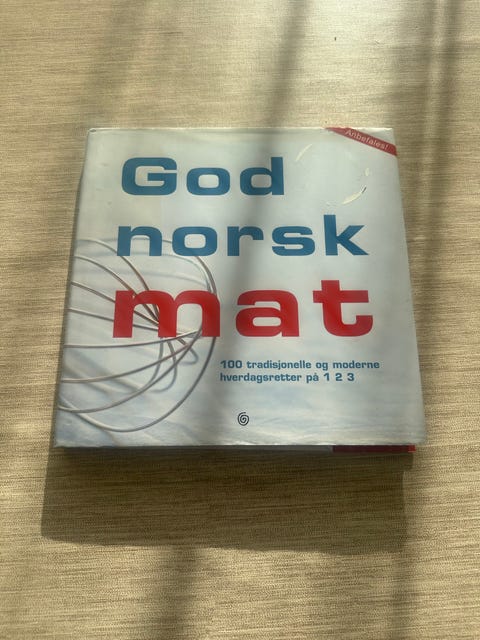 Anbefales!
God
norsk
mat
100 tradisjonelle og moderne
hverdagsretter på 1 2 3